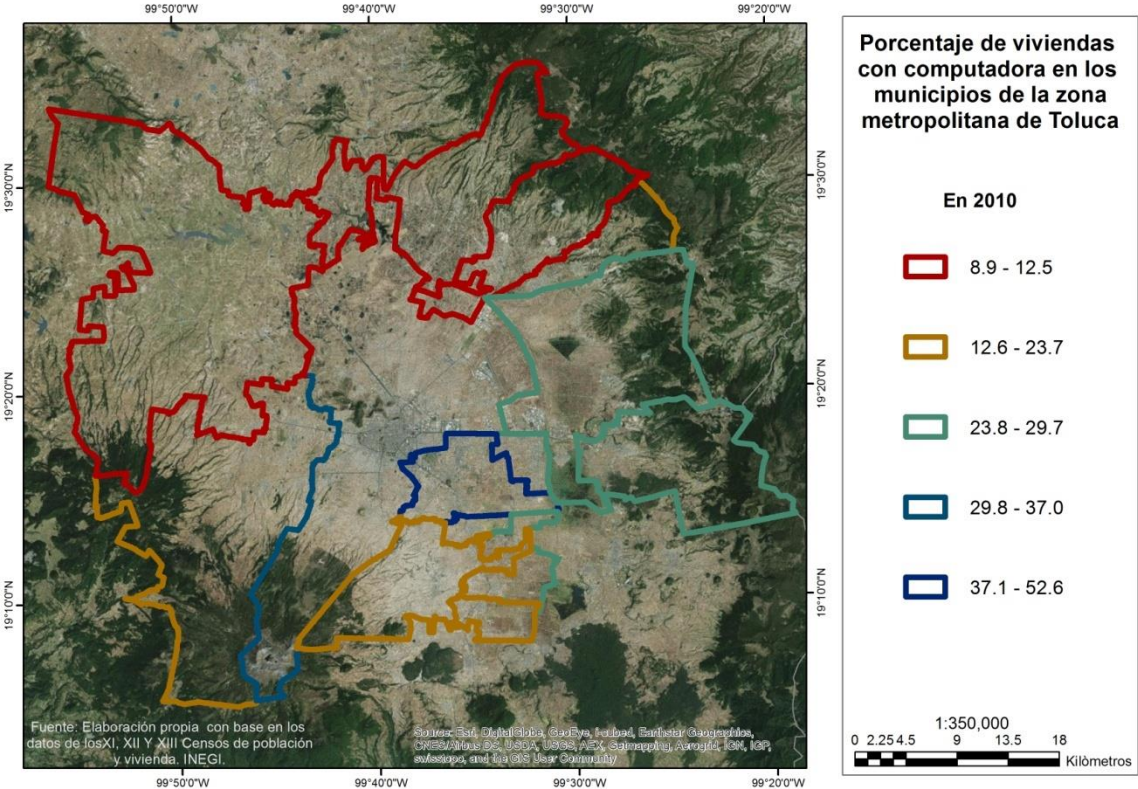 99°50'0"W 99°40'0"W 99°30'0"W 99°20'0"W
19°30'0"N 19°30'0"N
19°20'0"N 19°20'0"N
19°10'0"N 19°10'0"N
Fuente: Elaboración propia con base en los
datos de losXI, XII Y XIII Censos de población
y vivienda. INEGI.
Source: Esri, DigitalGlobe, GeoEye, i-cubed, Earthstar Geographics,
CNES/Airbus DS, USDA, USGS, AEX, Getmapping, Aerogrid, IGN, IGP,
swisstopo, and the GIS User Community
99°50'0"W 99°40'0"W 99°30'0"W 99°20'0"W
Porcentaje de viviendas
con computadora en los
municipios de la zona
metropolitana de Toluca
En 2010
8.9 - 12.5
12.6 - 23.7
23.8 - 29.7
29.8 - 37.0
37.1 - 52.6
1:350,000
0 2.25 4.5 9 13.5 18
Kilòmetros